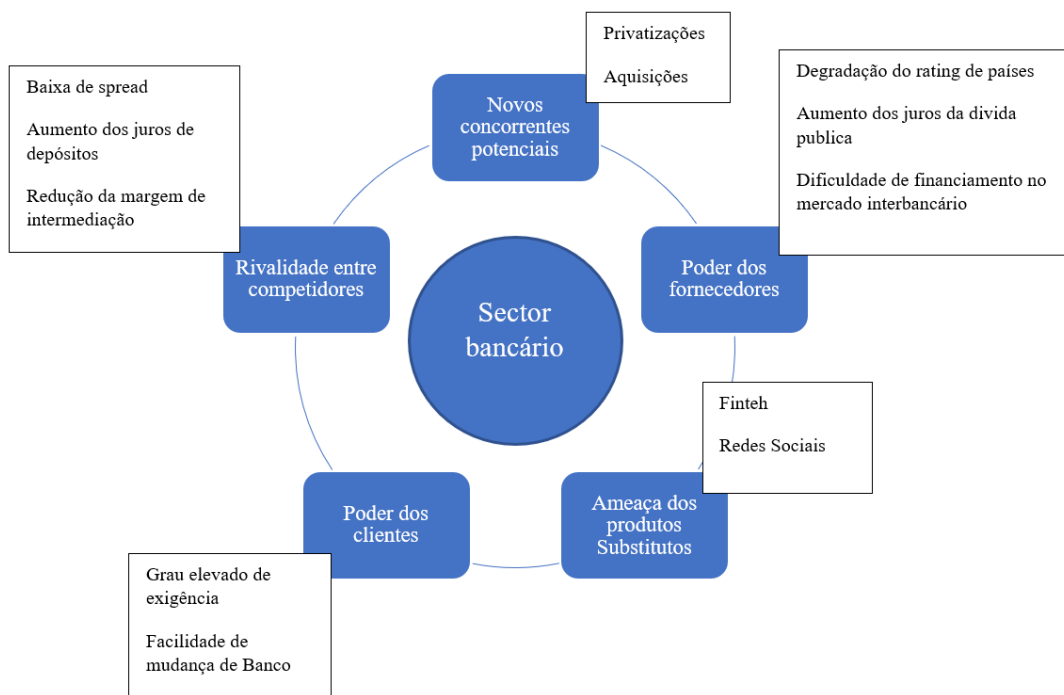 Privatizações
Aquisições
Novos
concorrentes
potenciais
Degradação do rating de países
Aumento dos juros da divida
publica
Dificuldade de financiamento no
mercado interbancário
Poder dos
fornecedores
Finteh
Redes Sociais
Ameaça dos
produtos
Substitutos
Poder dos
clientes
Grau elevado de
exigência
Facilidade de
mudança de Banco
Baixa de spread
Aumento dos juros de
depósitos
Redução da margem de
intermediação
Rivalidade entre
competidores
Sector
bancário